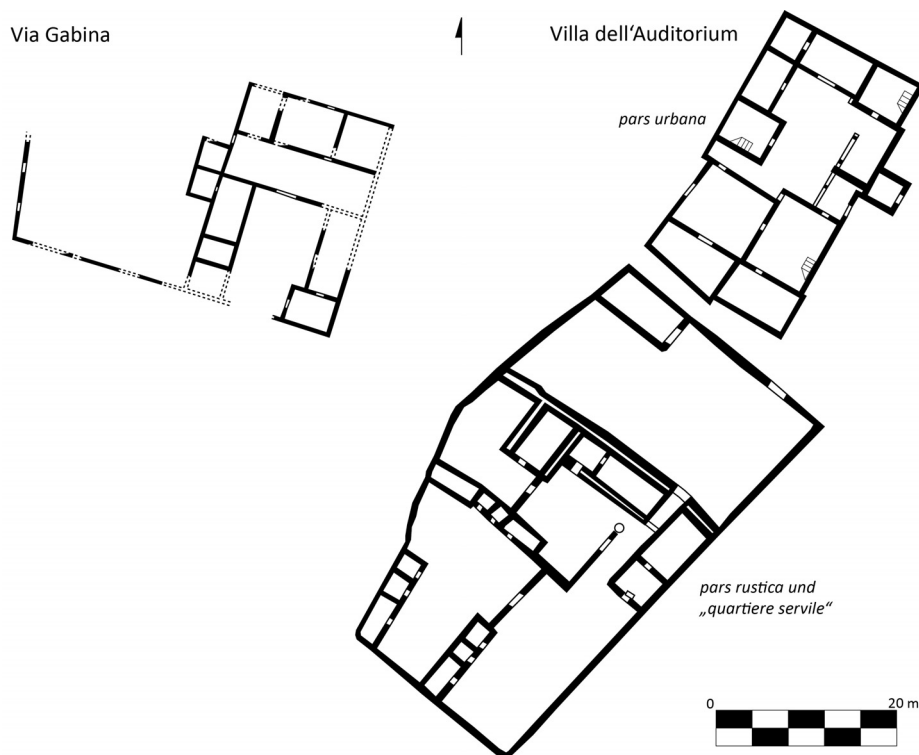 Via Gabina
Villa dell‘Auditorium
pars urbana
pars rustica und
„quartiere servile“
0 20 m